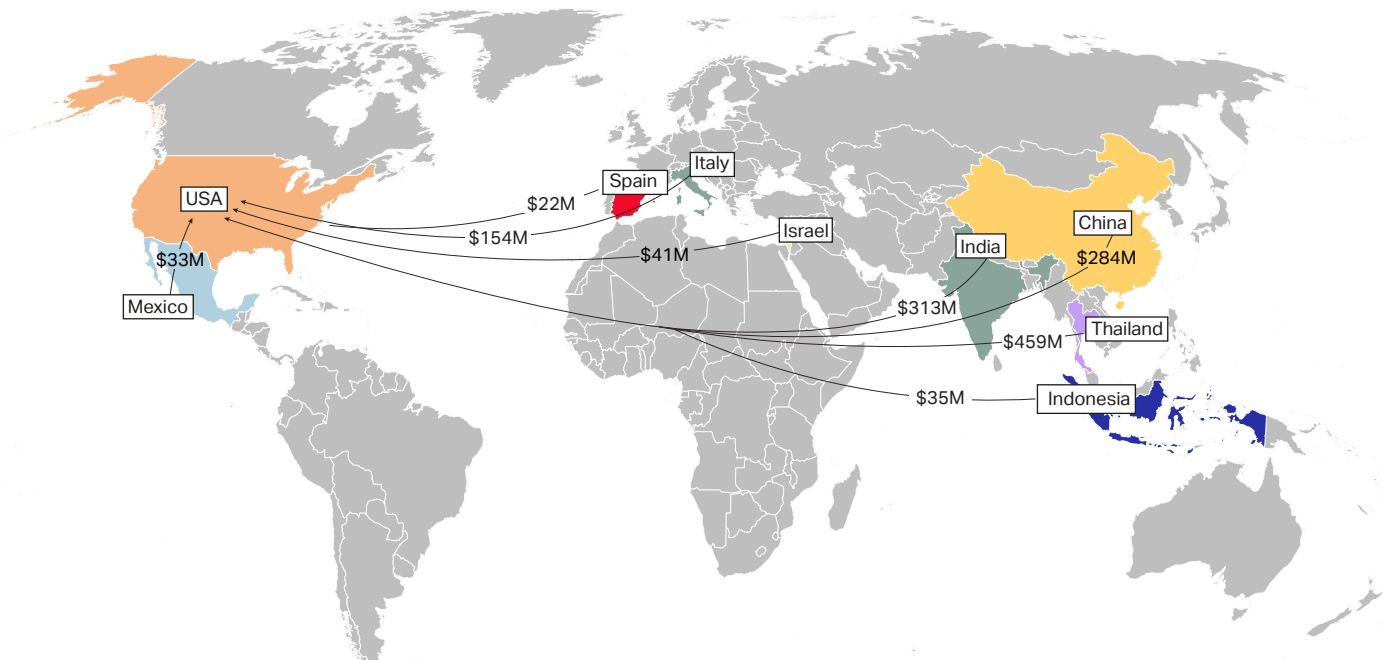 Italy
Spain
USA
$22M
China
Israel
$154M
India
$41M
$284M
$33M
Mexico
$313M
Thailand
$459M
$35M
Indonesia